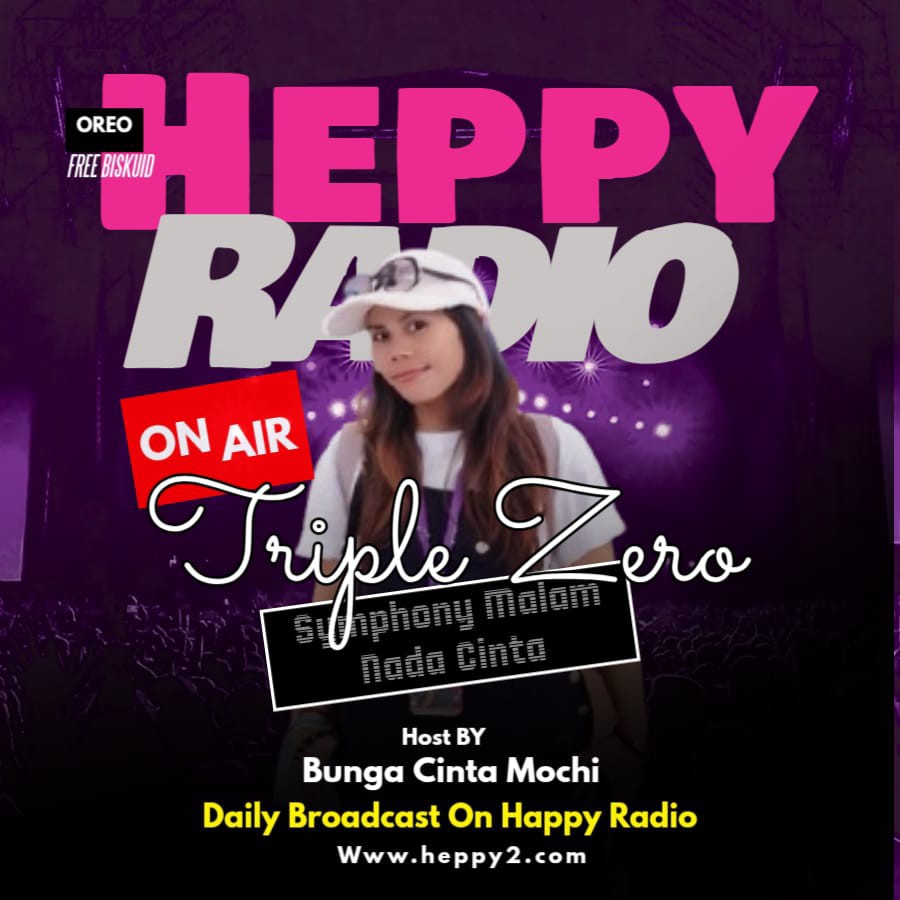 HEPPY
OREO
FREE BISKUID
RADIO
ON AIR
Triple Zero
Symphony Malam
Nada Cinta
Host BY
Bunga Cinta Mochi
Daily Broadcast On Happy Radio
Www.heppy2.com